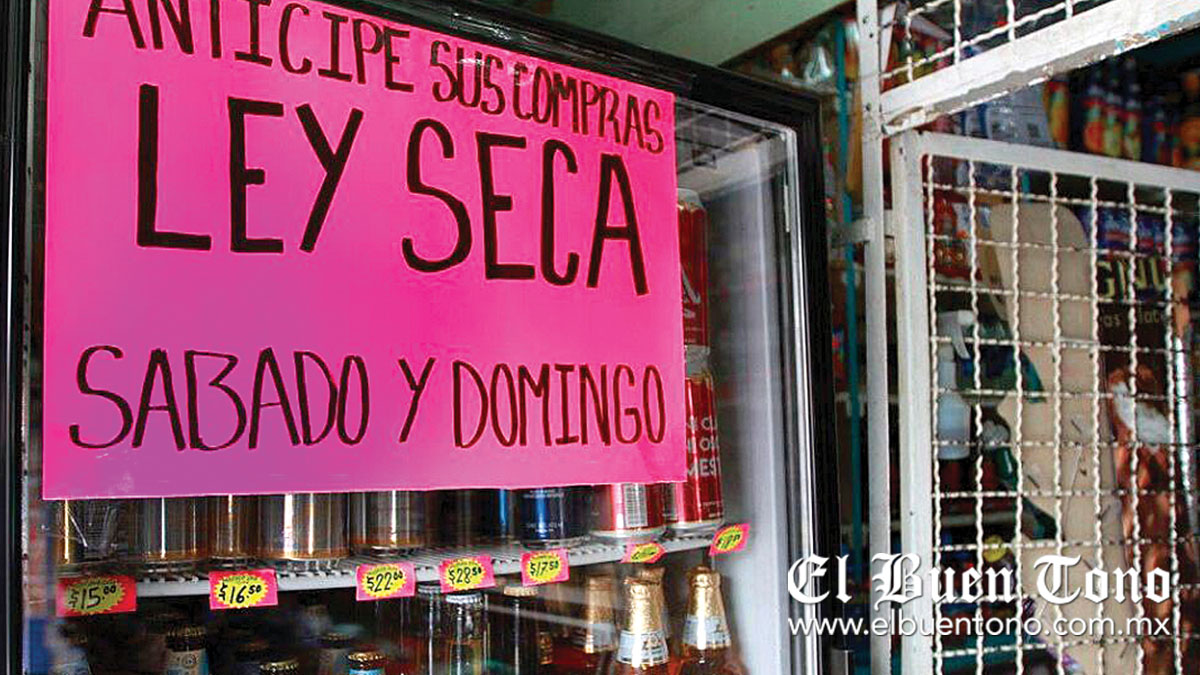 ANTICIPE SUS COMPRAS
LEY SECA
SABADO Y DOMINGO
$15.00
$16.50
$22.00
$28.50
$17.50
El Buen Tono
www.elbuentono.com.mx